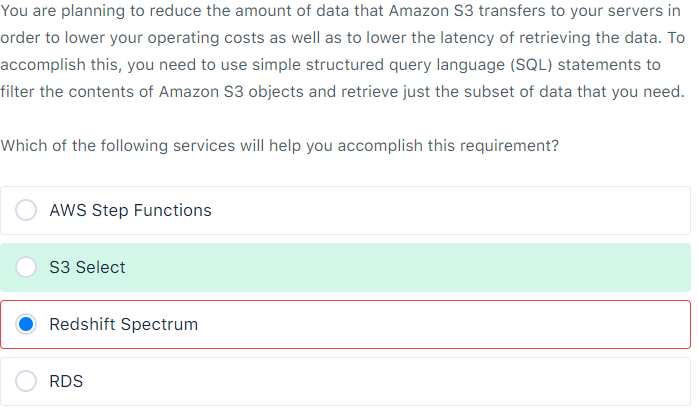 You are planning to reduce the amount of data that Amazon S3 transfers to your servers in
order to lower your operating costs as well as to lower the latency of retrieving the data. To
accomplish this, you need to use simple structured query language (SQL) statements to
filter the contents of Amazon S3 objects and retrieve just the subset of data that you need.
Which of the following services will help you accomplish this requirement?
AWS Step Functions
S3 Select
Redshift Spectrum
RDS